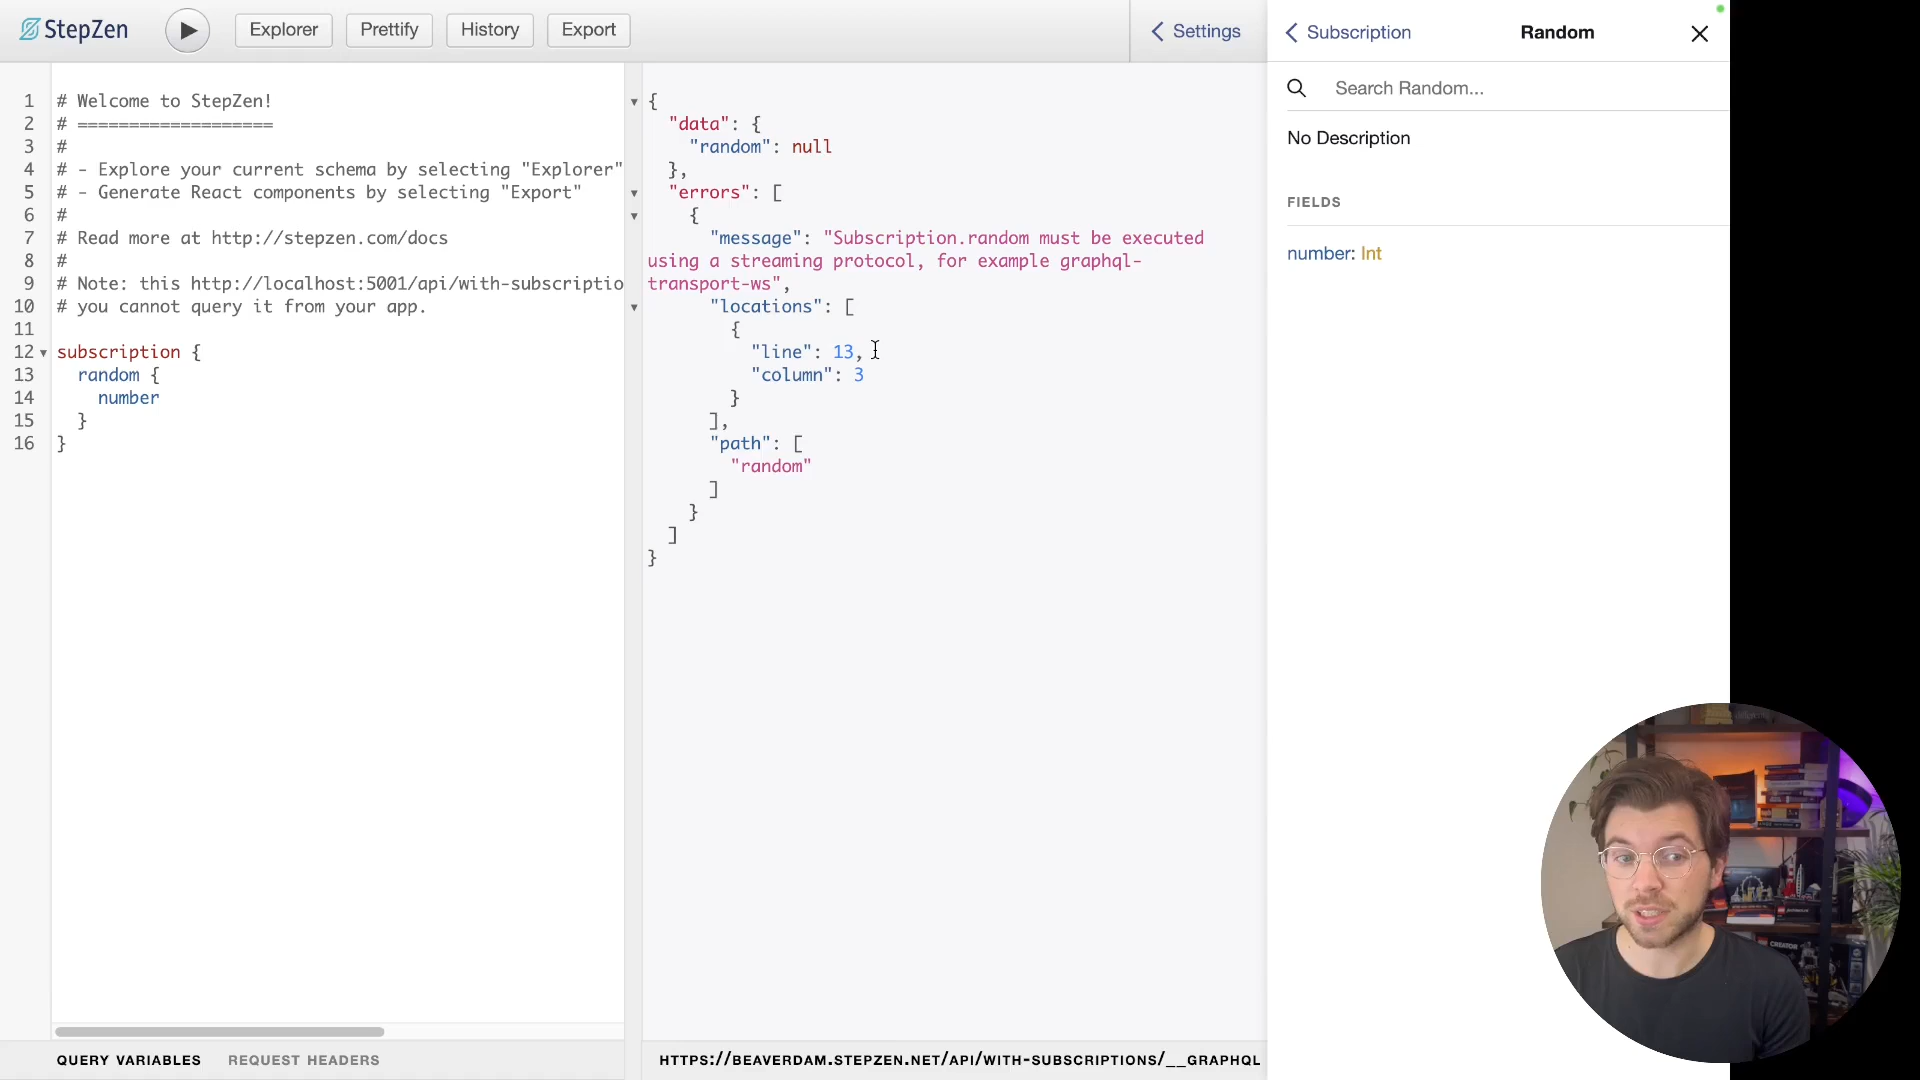 StepZen
Explorer
Prettify
History
Export
Settings
Subscription
Random
Search Random...
No Description
FIELDS
number: Int
1 # Welcome to StepZen!
2 # ===================
3 #
4 # - Explore your current schema by selecting "Explorer"
5 # - Generate React components by selecting "Export"
6 #
7 # Read more at http://stepzen.com/docs
8 #
9 # Note: this http://localhost:5001/api/with-subscriptio
10 # you cannot query it from your app.
11
12 subscription {
13 random {
14 number
15 }
16 }
{
"data": {
"random": null
},
"errors": [
{
"message": "Subscription.random must be executed
using a streaming protocol, for example graphql-
transport-ws",
"locations": [
{
"line": 13,
"column": 3
}
],
"path": [
"random"
]
}
]
}
QUERY VARIABLES
REQUEST HEADERS
HTTPS://BEAVERDAM.STEPZEN.NET/API/WITH-SUBSCRIPTIONS/__GRAPHQL
CREATOR